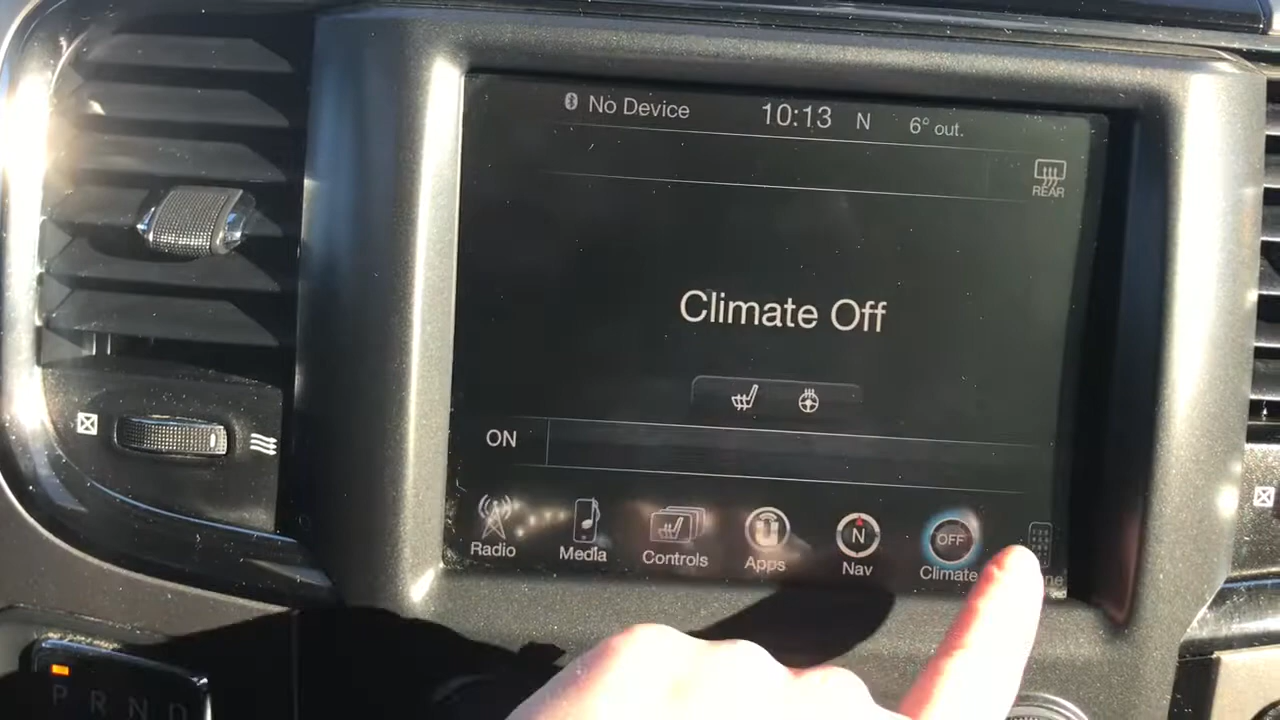 No Device 10:13 N 6° out.
REAR
Climate Off
ON
N OFF
Radio Media Controls Apps Nav Climate
P R N D